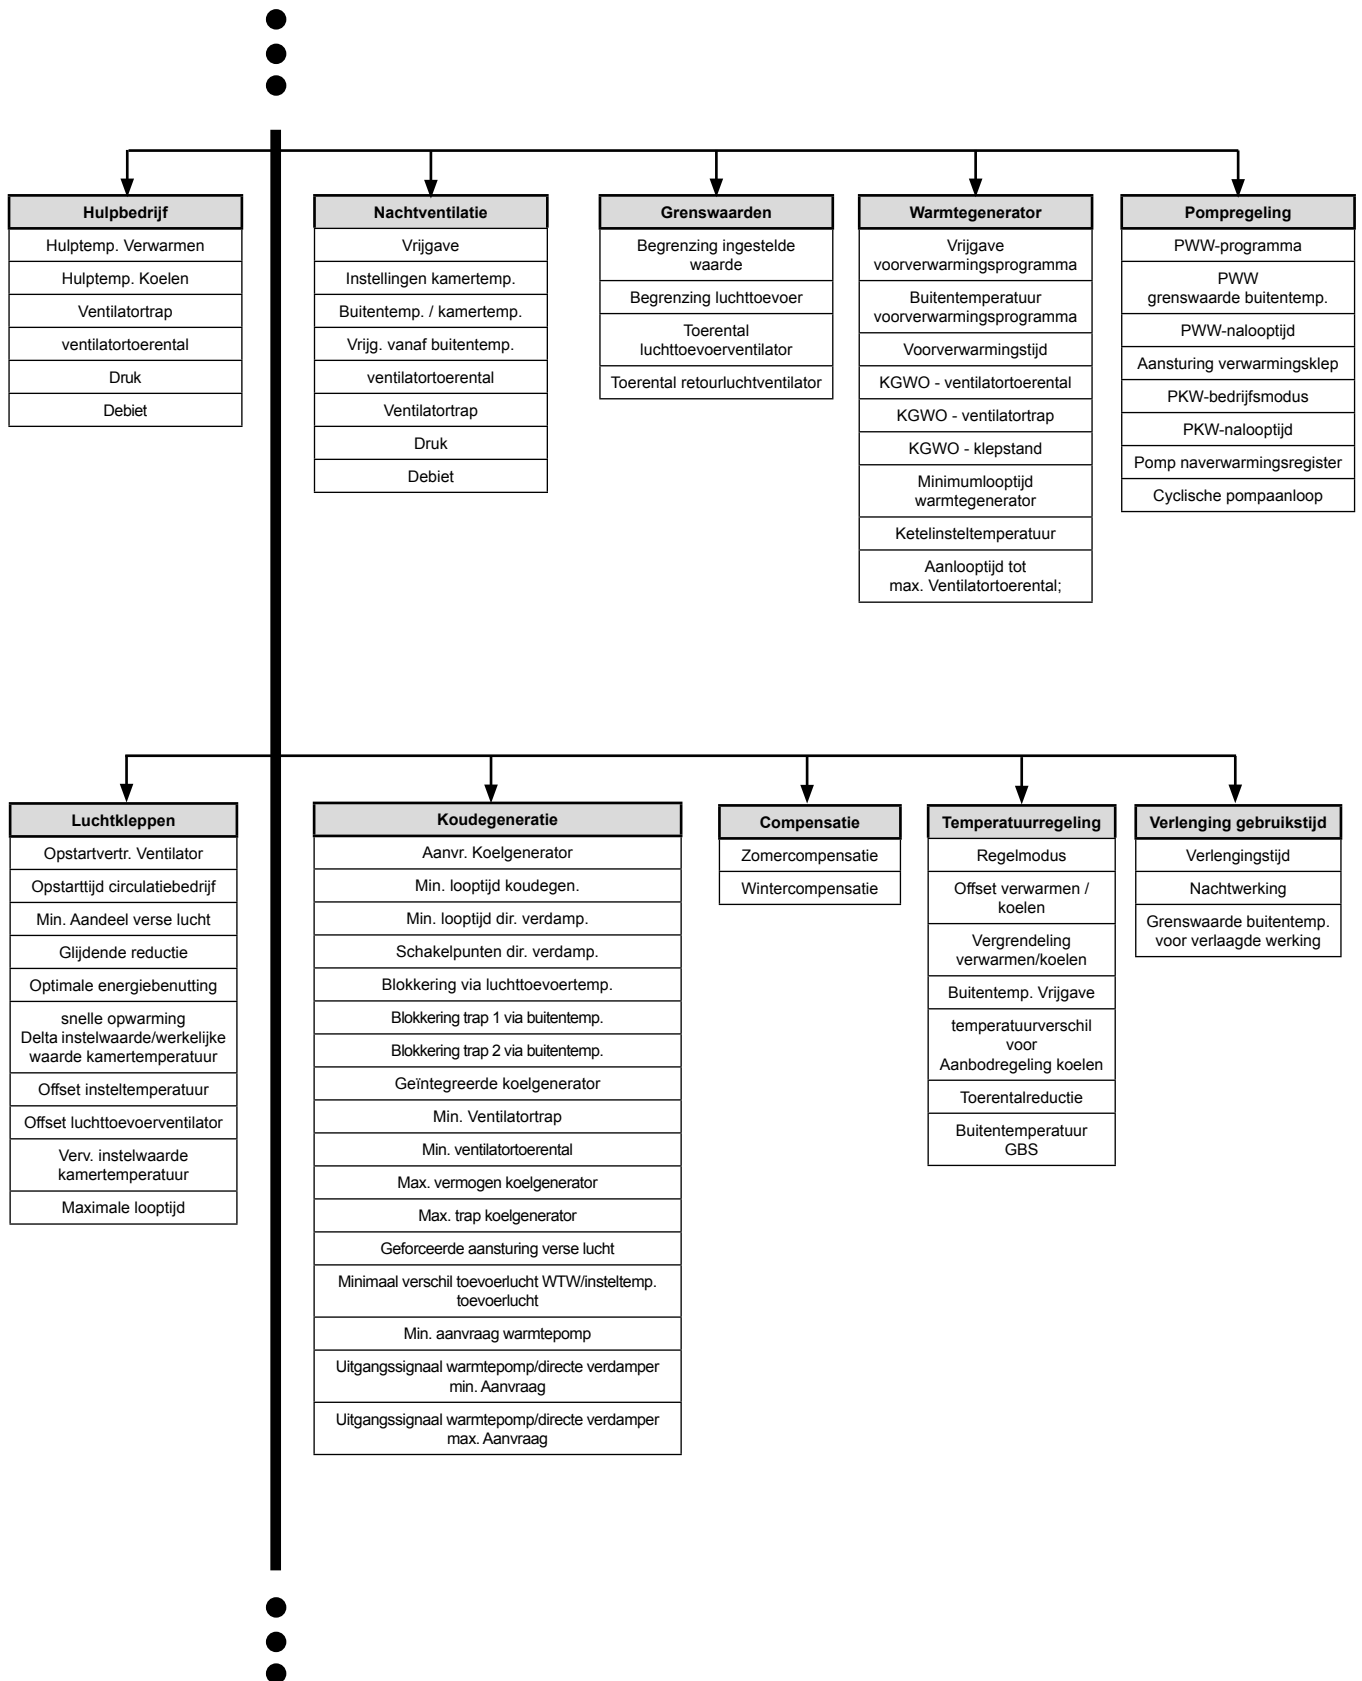 Hulpbedrijf
Hulptemp. Verwarmen
Hulptemp. Koelen
Ventilatortrap
ventilatortoerental
Druk
Debiet
Nachtventilatie
Vrijgave
Instellingen kamertemp.
Buitentemp. / kamertemp.
Vrijg. vanaf buitentemp.
ventilatortoerental
Ventilatortrap
Druk
Debiet
Grenswaarden
Begrenzing ingestelde
waarde
Begrenzing luchttoevoer
Toerental
luchttoevoerventilator
Toerental retourluchtventilator
Warmtegenerator
Vrijgave
voorverwarmingsprogramma
Buitentemperatuur
voorverwarmingsprogramma
Voorverwarmingstijd
KGWO - ventilatortoerental
KGWO - ventilatortrap
KGWO - klepstand
Minimumlooptijd
warmtegenerator
Ketelinsteltemperatuur
Aanlooptijd tot
max. Ventilatortoerental;
Pompregeling
PWW-programma
PWW
grenswaarde buitentemp.
PWW-nalooptijd
Aansturing verwarmingsklep
PKW-bedrijfsmodus
PKW-nalooptijd
Pomp naverwarmingsregister
Cyclische pompaanloop
Luchtkleppen
Opstartvertr. Ventilator
Opstarttijd circulatiebedrijf
Min. Aandeel verse lucht
Glijdende reductie
Optimale energiebenutting
snelle opwarming
Delta instelwaarde/werkelijke
waarde kamertemperatuur
Offset insteltemperatuur
Offset luchttoevoerventilator
Verv. instelwaarde
kamertemperatuur
Maximale looptijd
Koudegeneratie
Aanvr. Koelgenerator
Min. looptijd koudegen.
Min. looptijd dir. verdamp.
Schakelpunten dir. verdamp.
Blokkering via luchttoevoertemp.
Blokkering trap 1 via buitentemp.
Blokkering trap 2 via buitentemp.
Geïntegreerde koelgenerator
Min. Ventilatortrap
Min. ventilatortoerental
Max. vermogen koelgenerator
Max. trap koelgenerator
Geforceerde aansturing verse lucht
Minimaal verschil toevoerlucht WTW/insteltemp.
toevoerlucht
Min. aanvraag warmtepomp
Uitgangssignaal warmtepomp/directe verdamper
min. Aanvraag
Uitgangssignaal warmtepomp/directe verdamper
max. Aanvraag
Compensatie
Zomercompensatie
Wintercompensatie
Temperatuurregeling
Regelmodus
Offset verwarmen /
koelen
Vergrendeling
verwarmen/koelen
Buitentemp. Vrijgave
temperatuurverschil
voor
Aanbodregeling koelen
Toerentalreductie
Buitentemperatuur
GBS
Verlenging gebruikstijd
Verlengingstijd
Nachtwerking
Grenswaarde buitentemp.
voor verlaagde werking